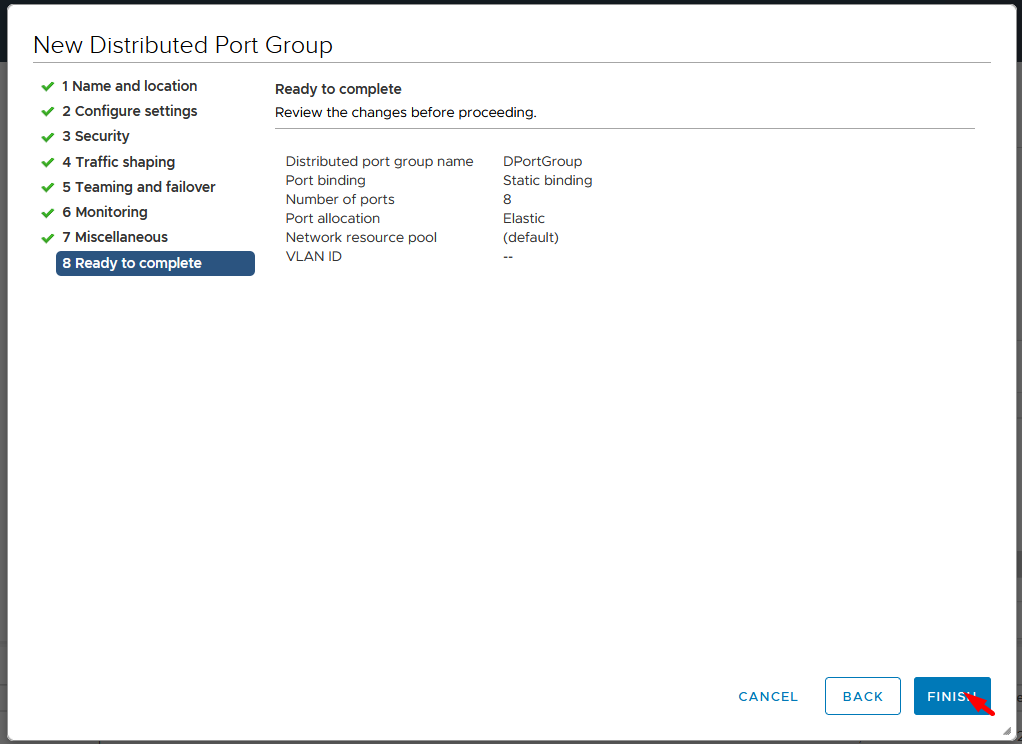 New Distributed Port Group
1 Name and location
2 Configure settings
3 Security
4 Traffic shaping
5 Teaming and failover
6 Monitoring
7 Miscellaneous
8 Ready to complete
Ready to complete
Review the changes before proceeding.
Distributed port group name DPortGroup
Port binding Static binding
Number of ports 8
Port allocation Elastic
Network resource pool (default)
VLAN ID --
CANCEL BACK FINISH